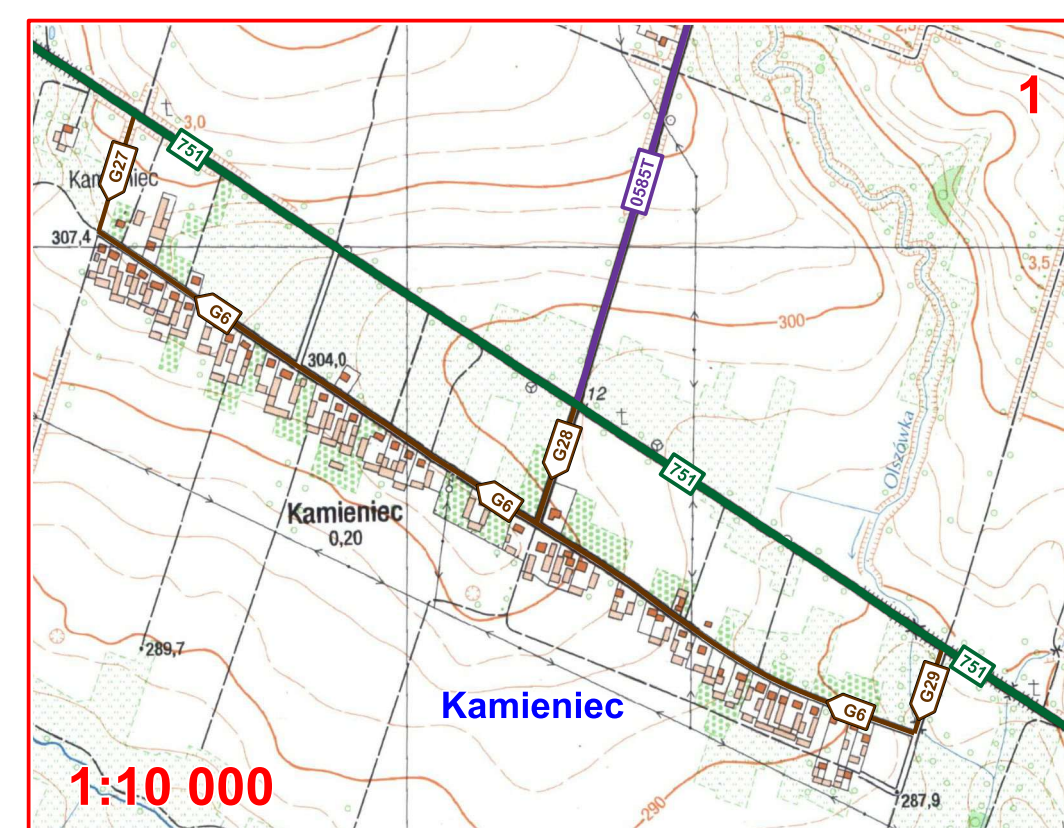 1
3,0
751
G27
Kamieniec
0585T
307,4
3,5
G6
300
304,0
12
G28
751
Olszówka
G6
Kamieniec
0,20
289,7
751
G29
Kamieniec
G6
1:10 000
290
287,9